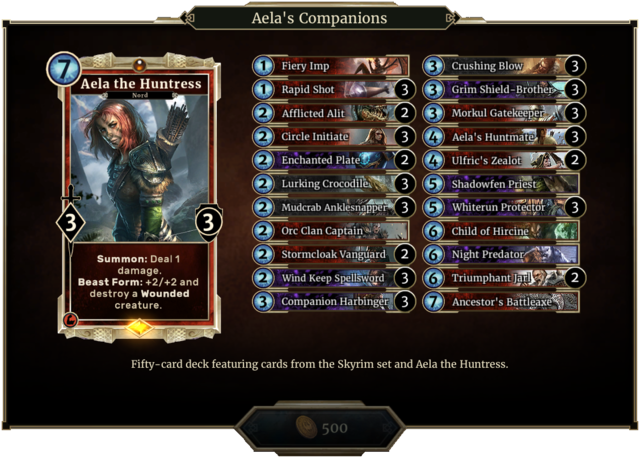 Aela's Companions
7
Aela the Huntress
Nord
3
3
Summon: Deal 1
damage.
Beast Form: +2/+2 and
destroy a Wounded
creature.
1 Fiery Imp
1 Rapid Shot 3
2 Afflicted Alit 2
2 Circle Initiate 3
2 Enchanted Plate 2
2 Lurking Crocodile 3
2 Mudcrab Anklesnapper 3
2 Orc Clan Captain
2 Stormcloak Vanguard 2
2 Wind Keep Spellsword 3
3 Companion Harbinger 3
3 Crushing Blow 3
3 Grim Shield-Brother 3
3 Morkul Gatekeeper 3
4 Aela's Huntmate 3
4 Ulfric's Zealot 2
5 Shadowfen Priest
5 Whiterun Protector 3
6 Child of Hircine
6 Night Predator
6 Triumphant Jarl 2
7 Ancestor's Battleaxe
Fifty-card deck featuring cards from the Skyrim set and Aela the Huntress.
500